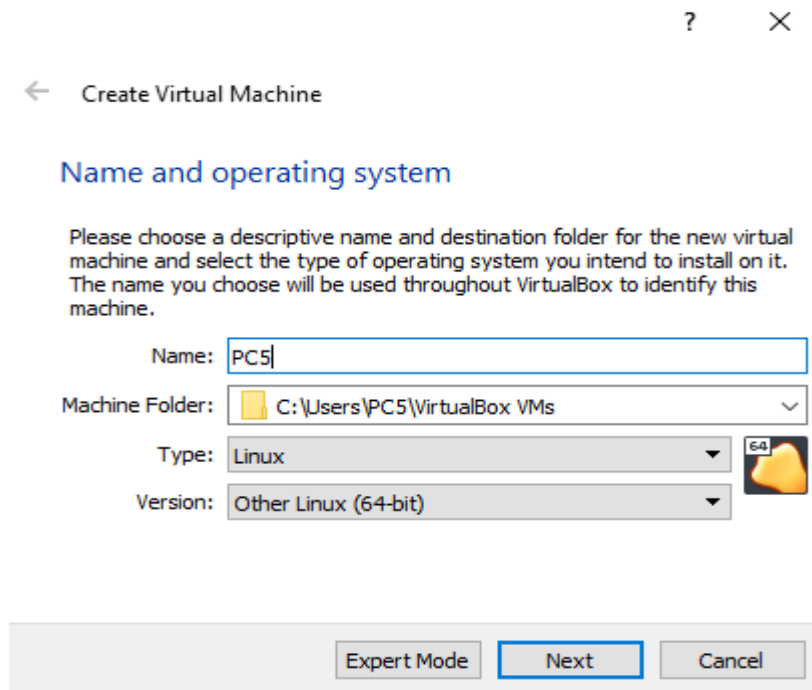 ?
Create Virtual Machine
Name and operating system
Please choose a descriptive name and destination folder for the new virtual
machine and select the type of operating system you intend to install on it.
The name you choose will be used throughout VirtualBox to identify this
machine.
Name: PC5
Machine Folder: C:\Users\PC5\VirtualBox VMs
Type: Linux
64
Version: Other Linux (64-bit)
Expert Mode Next Cancel